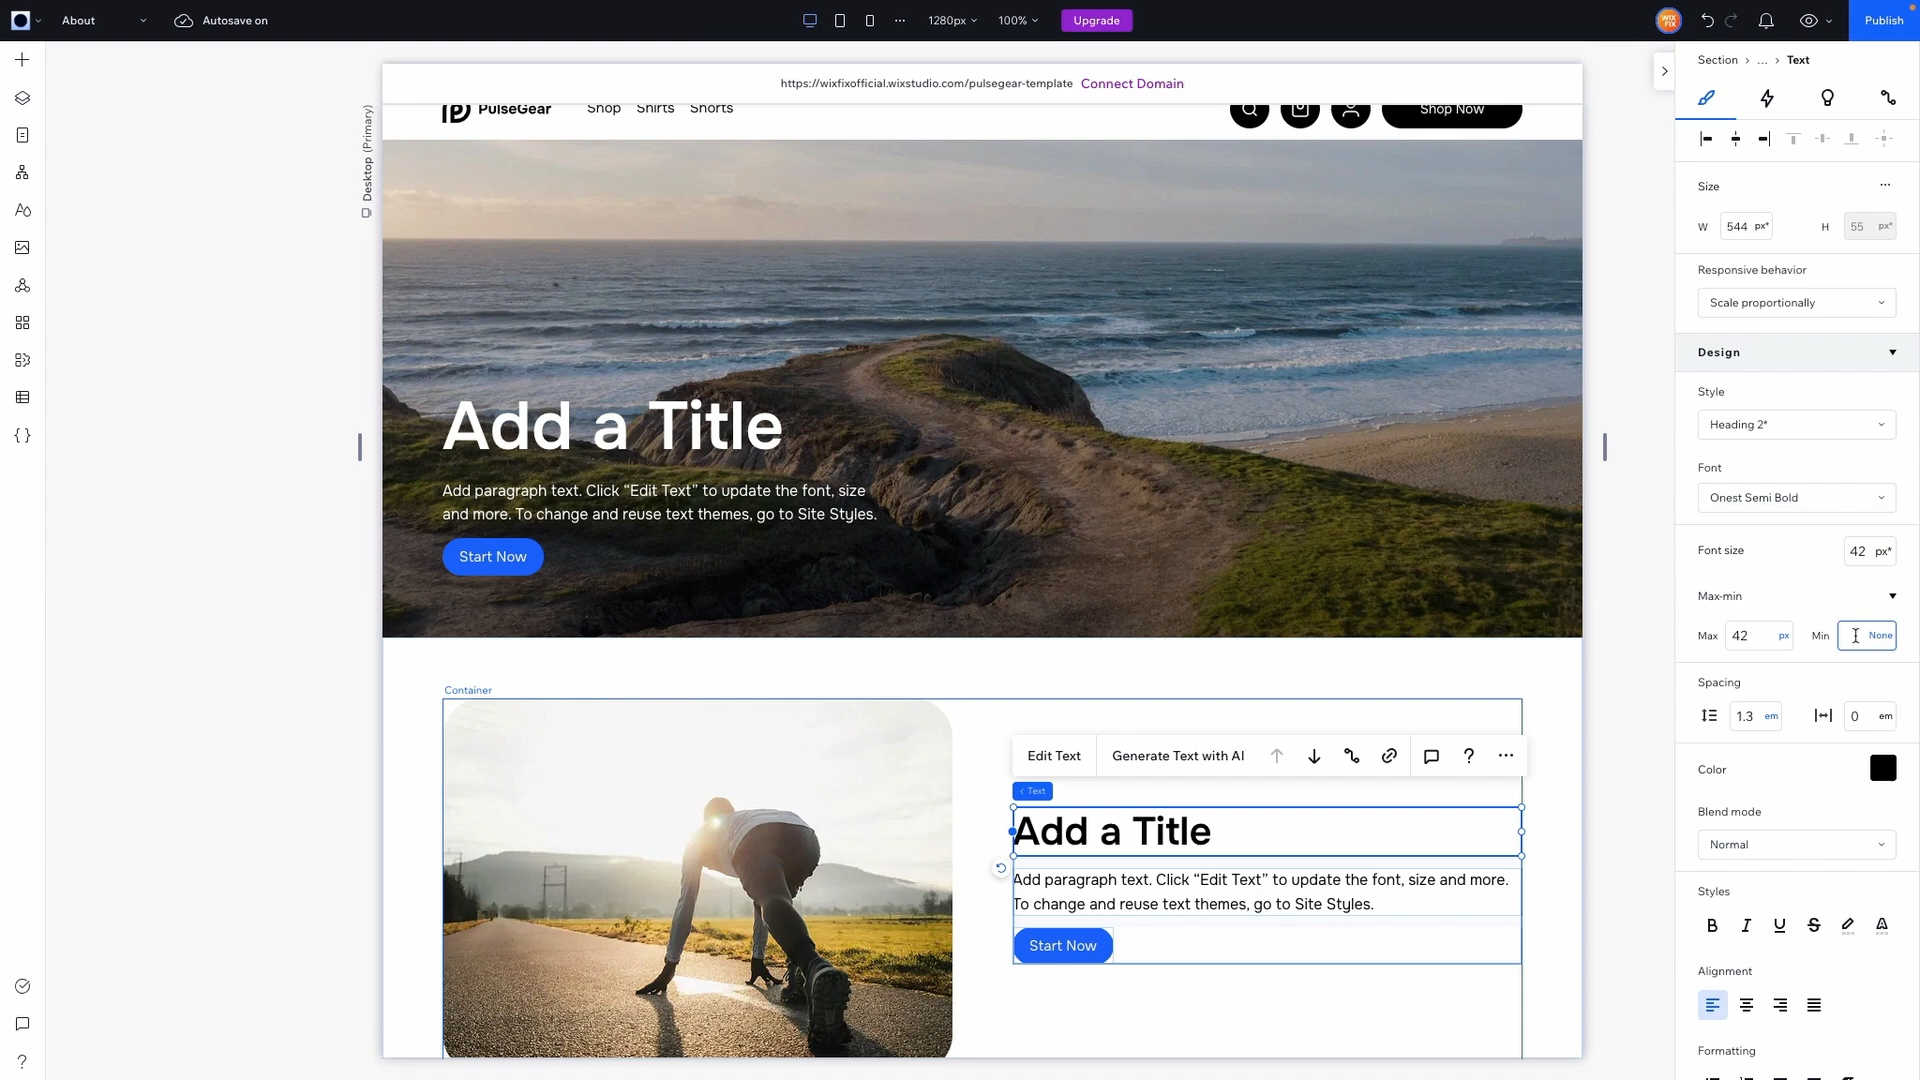 About
Autosave on
1280px
100%
Upgrade
WIX
FIX
Publish
https://wixfixofficial.wixstudio.com/pulsegear-template Connect Domain
Desktop (Primary)
PulseGear
Shop
Shirts
Shorts
Shop Now
Add a Title
Add paragraph text. Click “Edit Text” to update the font, size
and more. To change and reuse text themes, go to Site Styles.
Start Now
Container
Edit Text
Generate Text with AI
?
< Text
Add a Title
Add paragraph text. Click “Edit Text” to update the font, size and more.
To change and reuse text themes, go to Site Styles.
Start Now
Section > ... > Text
Size
W 544 px*
H 55 px*
Responsive behavior
Scale proportionally
Design
Style
Heading 2*
Font
Onest Semi Bold
Font size
42 px*
Max-min
Max 42 px
Min None
Spacing
1.3 em
0 em
Color
Blend mode
Normal
Styles
B I U S A
Alignment
Formatting
?